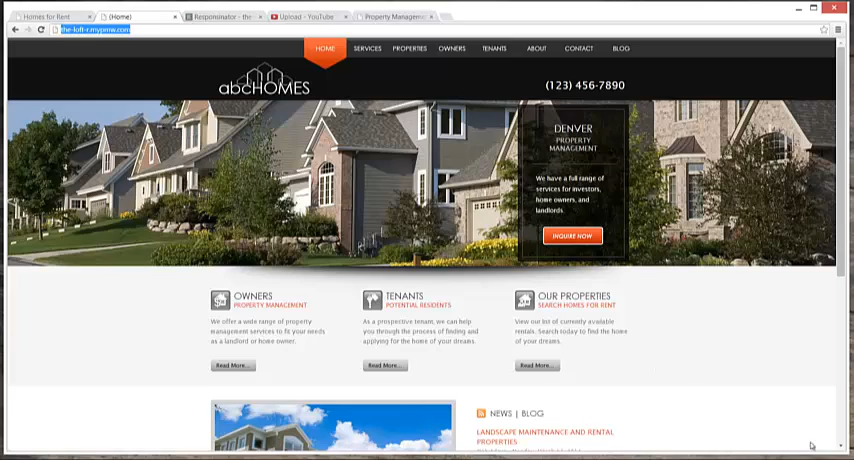 Homes for Rent
(Home)
Responsinator - the
Upload - YouTube
Property Managem
the-loft-r.mypmw.com
HOME
SERVICES
PROPERTIES
OWNERS
TENANTS
ABOUT
CONTACT
BLOG
abcHOMES
(123) 456-7890
DENVER
PROPERTY
MANAGEMENT
We have a full range of
services for investors,
home owners, and
landlords.
INQUIRE NOW
OWNERS
PROPERTY MANAGEMENT
We offer a wide range of property
management services to fit your needs
as a landlord or home owner.
Read More...
TENANTS
POTENTIAL RESIDENTS
As a prospective tenant, we can help
you through the process of finding and
applying for the home of your dreams.
Read More...
OUR PROPERTIES
SEARCH HOMES FOR RENT
View our list of currently available
rentals. Search today to find the home
of your dreams.
Read More...
NEWS | BLOG
LANDSCAPE MAINTENANCE AND RENTAL
PROPERTIES